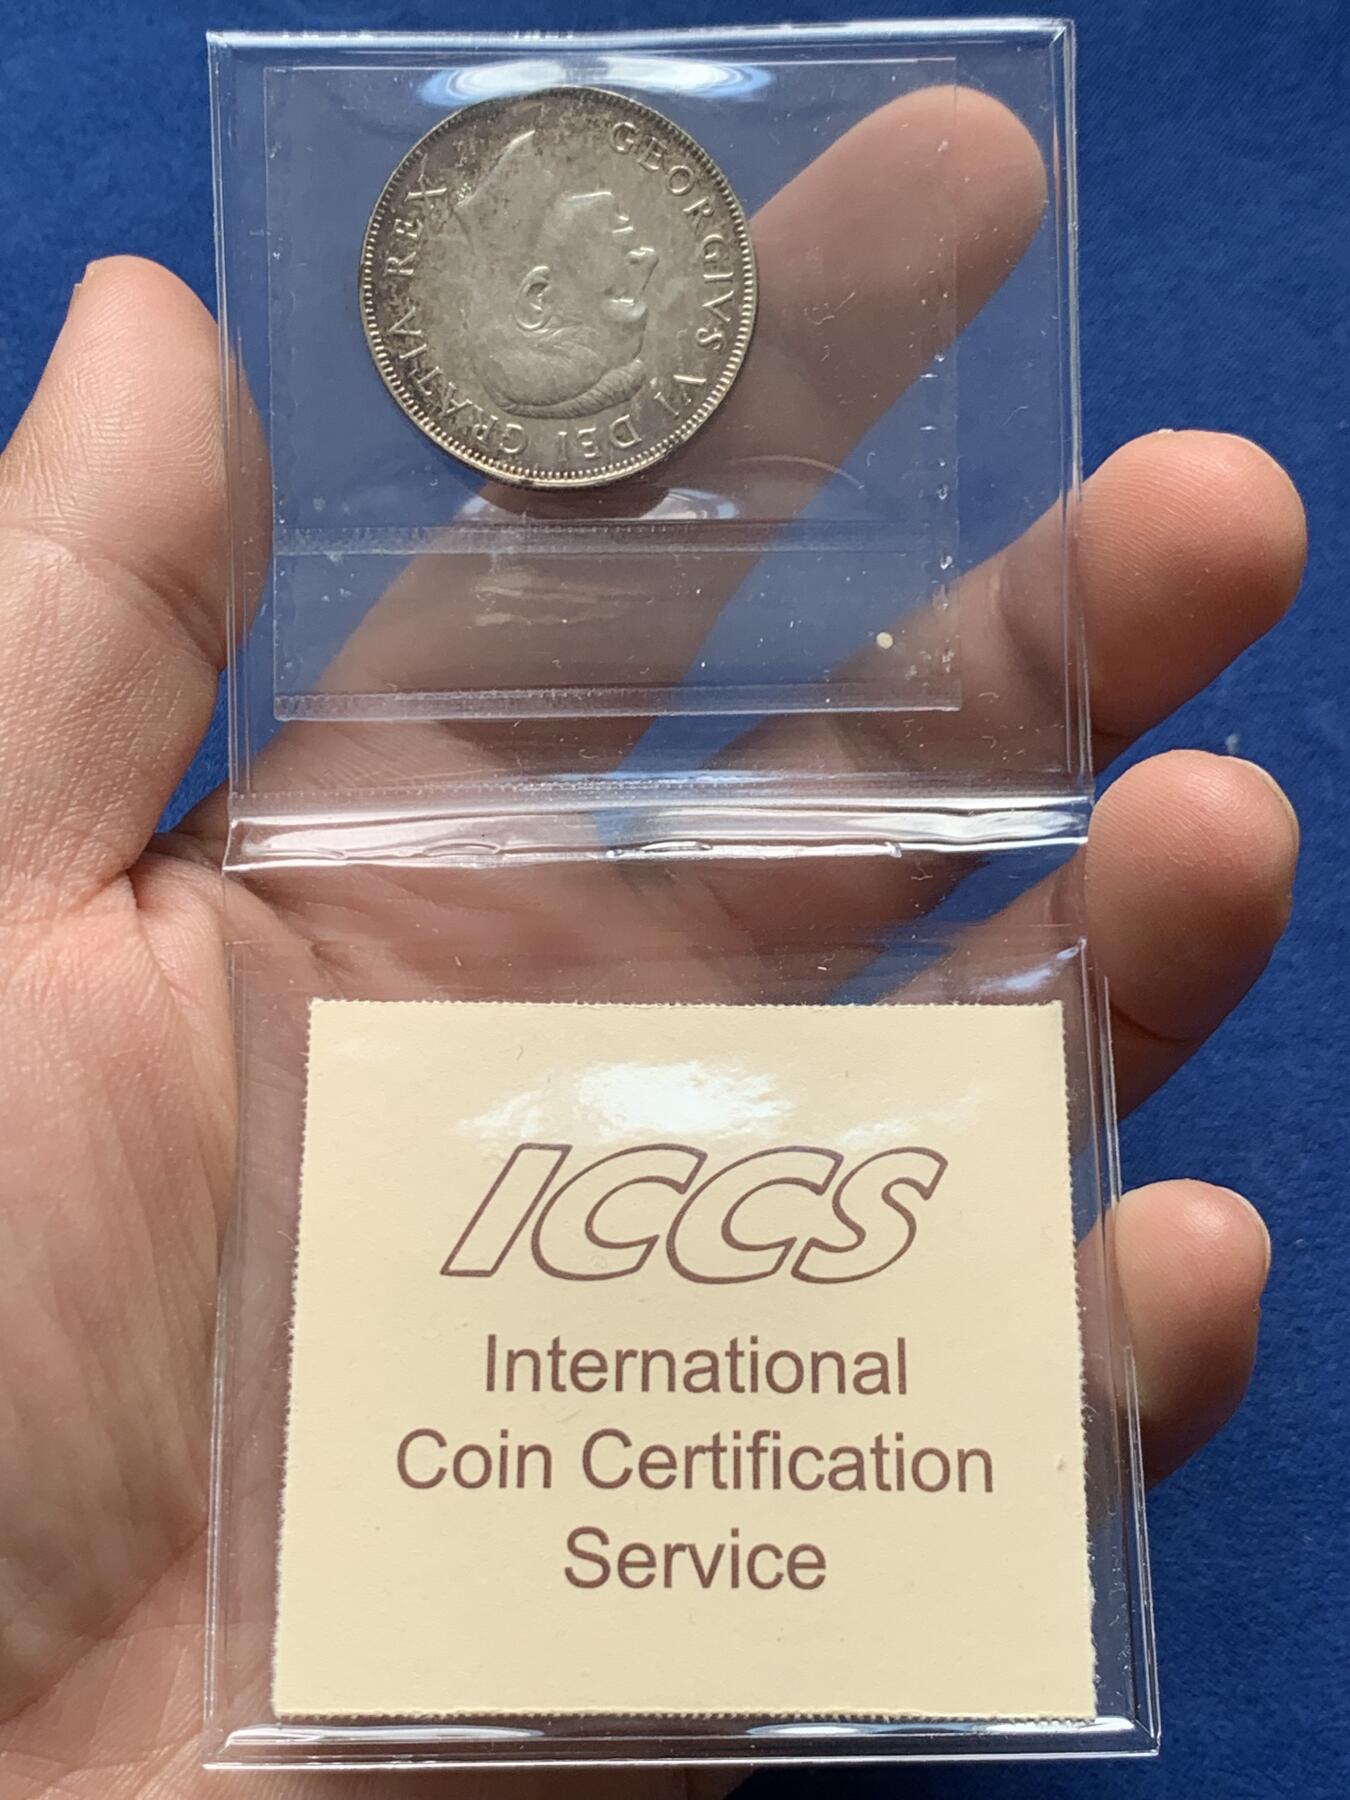 GEORGIVS VI DEI GRATIA REX
ICCS
International
Coin Certification
Service